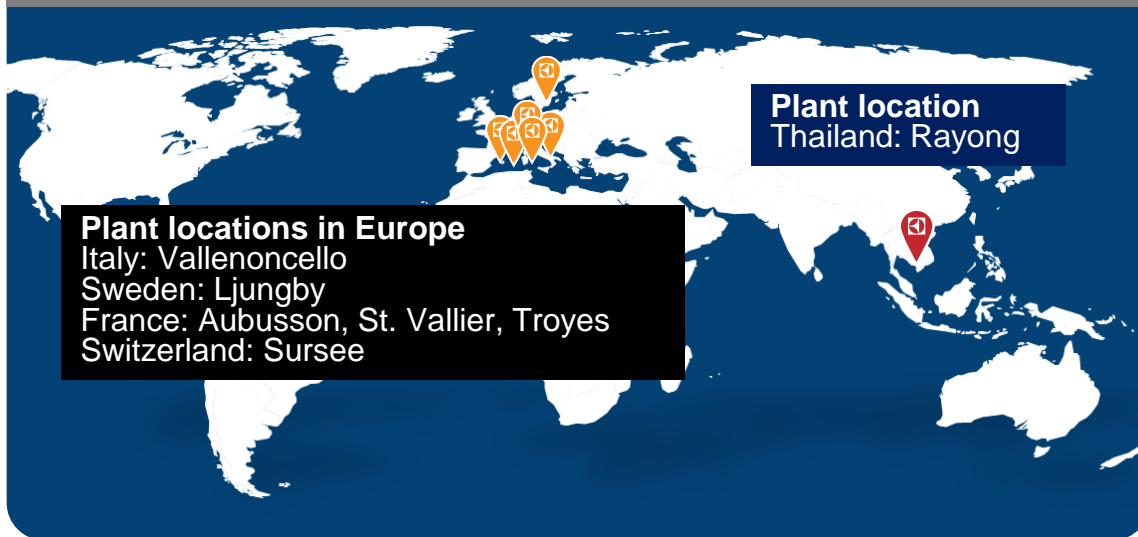 Plant location
Thailand: Rayong
Plant locations in Europe
Italy: Vallenoncello
Sweden: Ljungby
France: Aubusson, St. Vallier, Troyes
Switzerland: Sursee